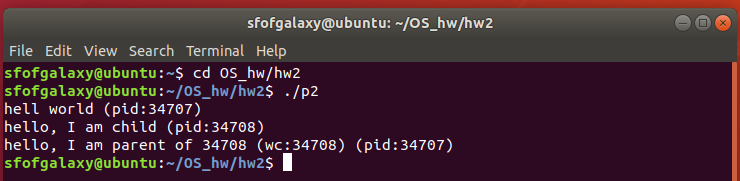 sfofgalaxy@ubuntu: ~/OS_hw/hw2
File Edit View Search Terminal Help
sfofgalaxy@ubuntu:~$ cd OS_hw/hw2
sfofgalaxy@ubuntu:~/OS_hw/hw2$ ./p2
hell world (pid:34707)
hello, I am child (pid:34708)
hello, I am parent of 34708 (wc:34708) (pid:34707)
sfofgalaxy@ubuntu:~/OS_hw/hw2$